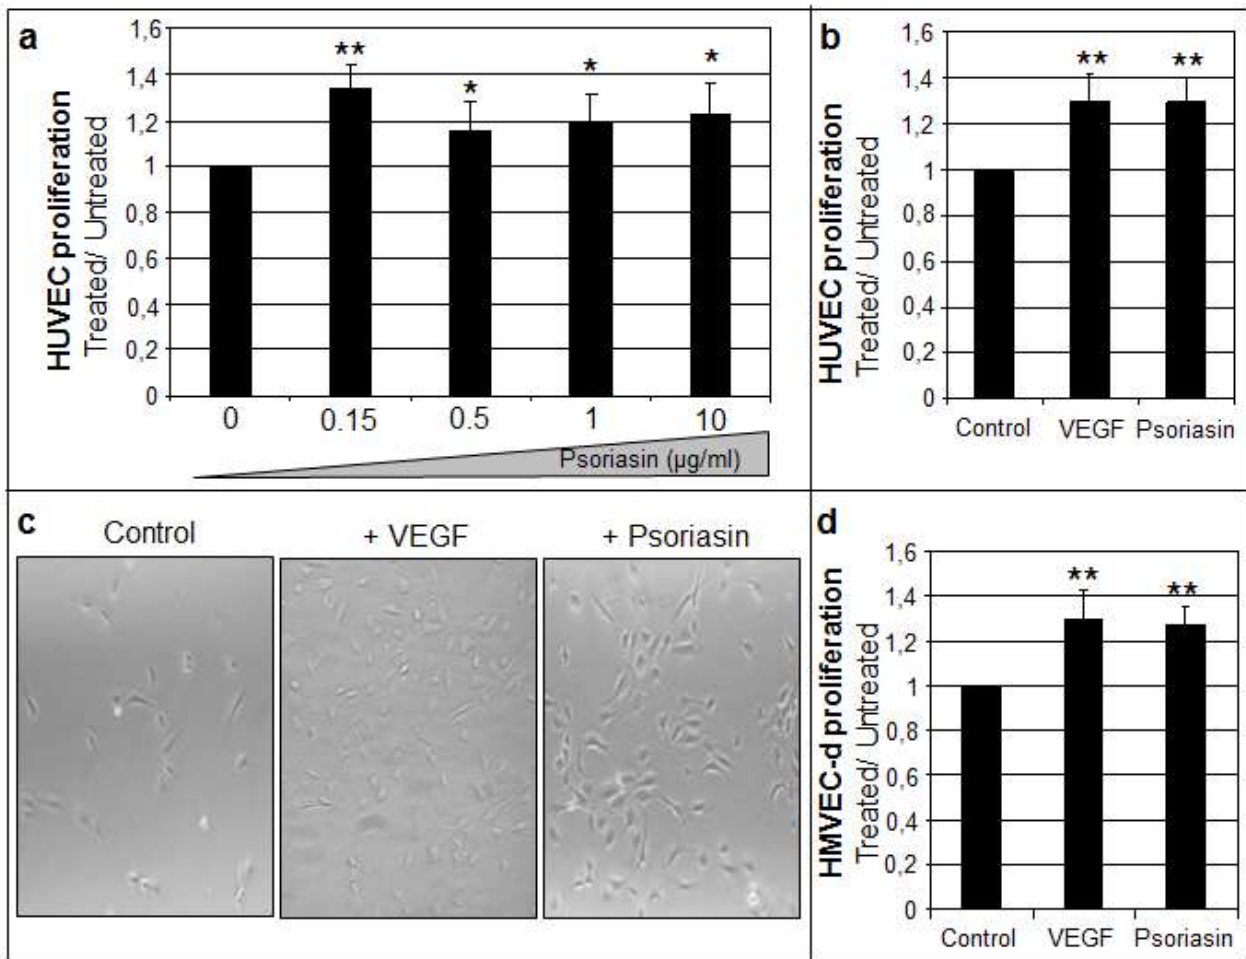 a
HUVEC proliferation
Treated/ Untreated
1,6
1,4
1,2
1
0,8
0,6
0,4
0,2
0
**
*
*
*
0 0.15 0.5 1 10
Psoriasin (µg/ml)
b
HUVEC proliferation
Treated/ Untreated
1,6
1,4
1,2
1
0,8
0,6
0,4
0,2
0
** **
Control VEGF Psoriasin
c
Control + VEGF + Psoriasin
d
HMVEC-d proliferation
Treated/ Untreated
1,6
1,4
1,2
1
0,8
0,6
0,4
0,2
0
** **
Control VEGF Psoriasin